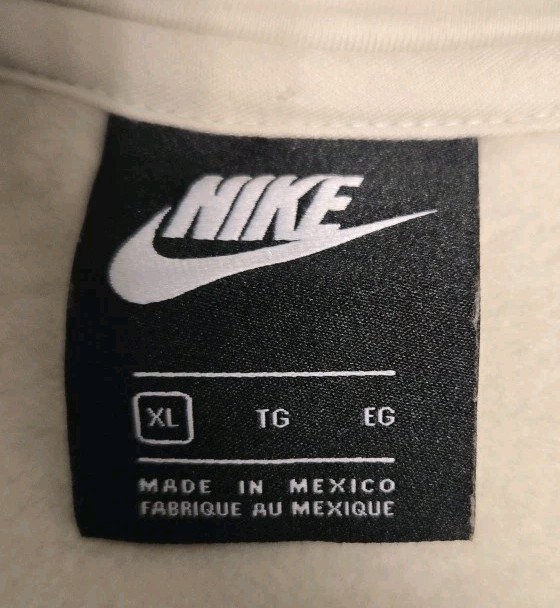 NIKE
XL TG EG
MADE IN MEXICO
FABRIQUE AU MEXIQUE